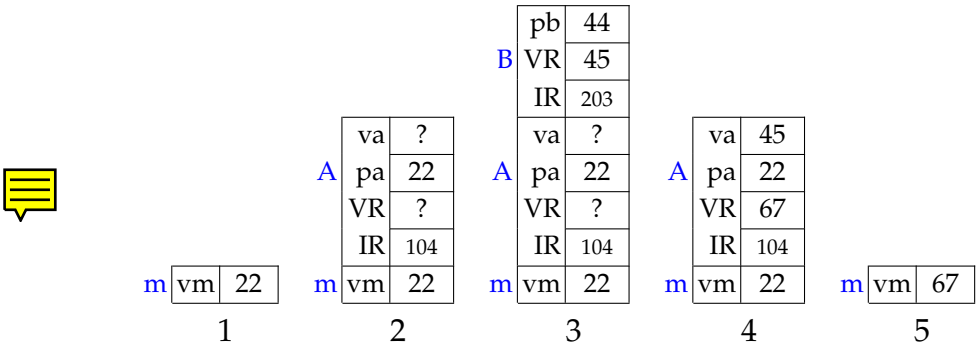 pb 44
B VR 45
IR 203
va ? va ? va 45
A pa 22 A pa 22 A pa 22
VR ? VR ? VR 67
IR 104 IR 104 IR 104
m vm 22 m vm 22 m vm 22 m vm 22 m vm 67
1 2 3 4 5